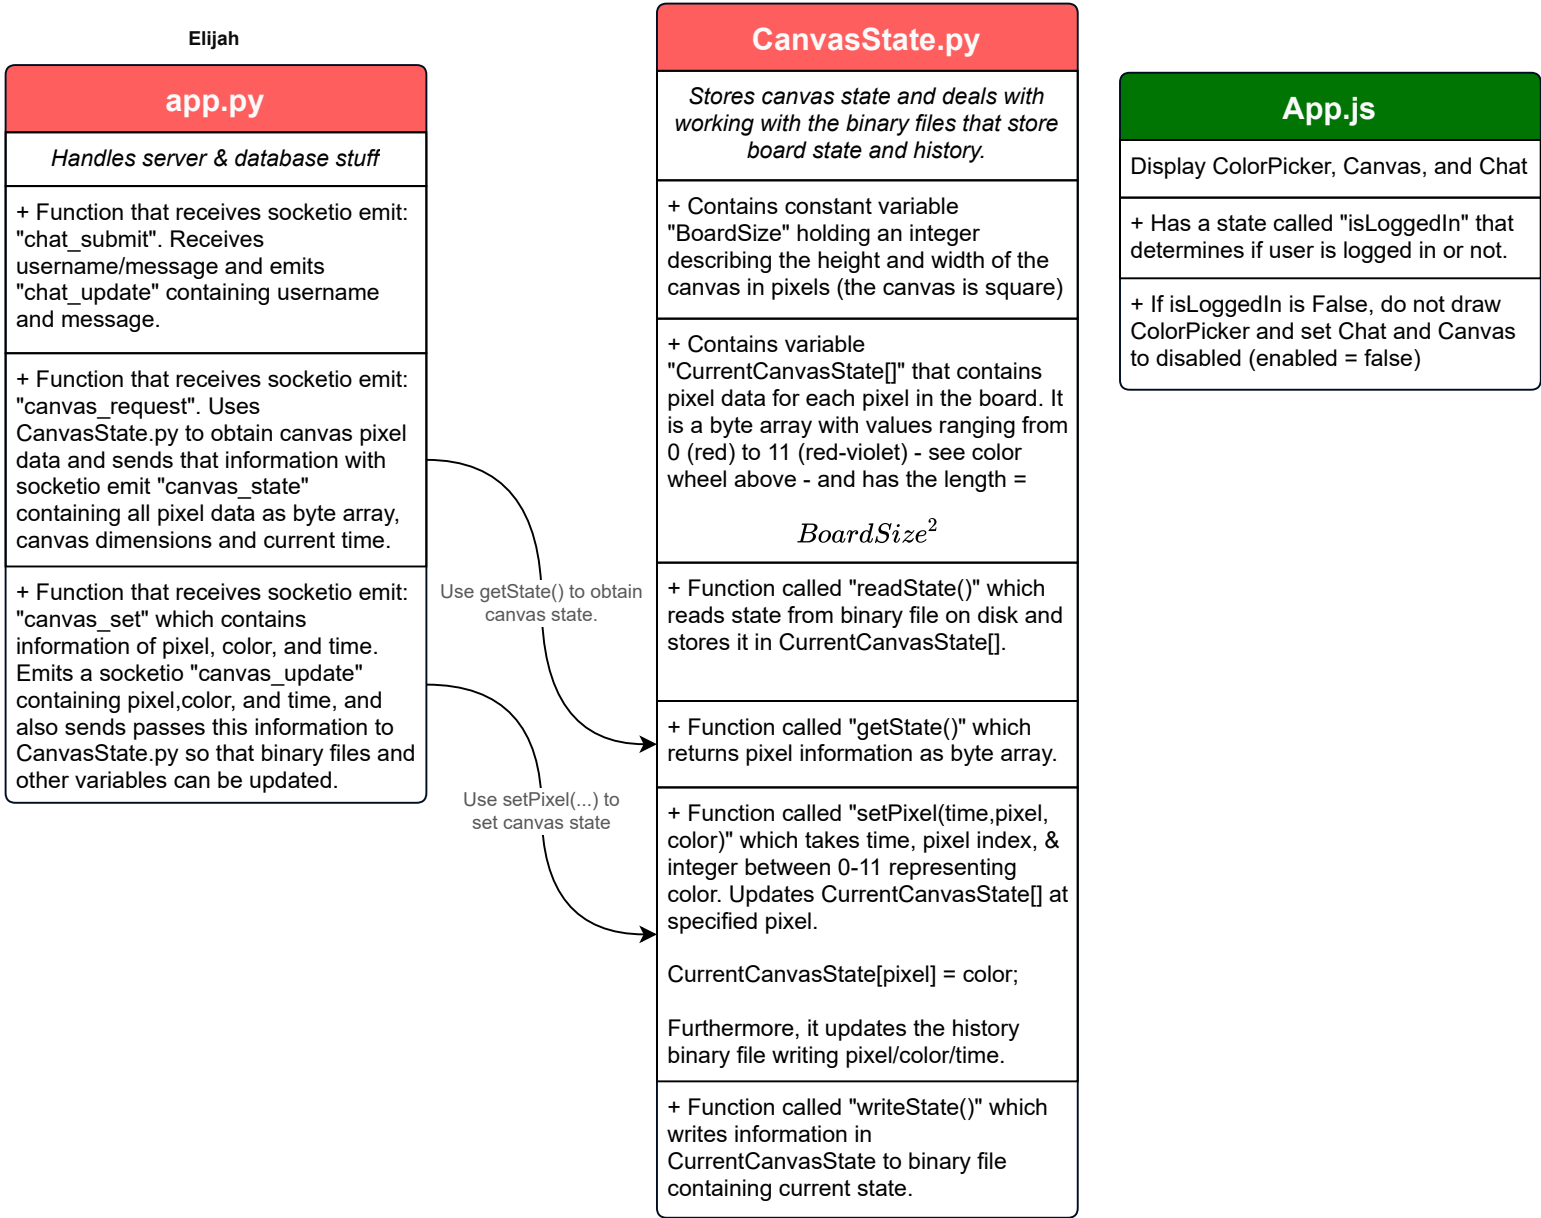 Elijah
app.py
Handles server & database stuff
+ Function that receives socketio emit:
"chat_submit". Receives
username/message and emits
"chat_update" containing username
and message.
+ Function that receives socketio emit:
"canvas_request". Uses
CanvasState.py to obtain canvas pixel
data and sends that information with
socketio emit "canvas_state"
containing all pixel data as byte array,
canvas dimensions and current time.
+ Function that receives socketio emit:
"canvas_set" which contains
information of pixel, color, and time.
Emits a socketio "canvas_update"
containing pixel,color, and time, and
also sends passes this information to
CanvasState.py so that binary files and
other variables can be updated.
Use getState() to obtain
canvas state.
Use setPixel(...) to
set canvas state
CanvasState.py
Stores canvas state and deals with
working with the binary files that store
board state and history.
+ Contains constant variable
"BoardSize" holding an integer
describing the height and width of the
canvas in pixels (the canvas is square)
+ Contains variable
"CurrentCanvasState[]" that contains
pixel data for each pixel in the board. It
is a byte array with values ranging from
0 (red) to 11 (red-violet) - see color
wheel above - and has the length =
BoardSize²
+ Function called "readState()" which
reads state from binary file on disk and
stores it in CurrentCanvasState[].
+ Function called "getState()" which
returns pixel information as byte array.
+ Function called "setPixel(time,pixel,
color)" which takes time, pixel index, &
integer between 0-11 representing
color. Updates CurrentCanvasState[] at
specified pixel.
CurrentCanvasState[pixel] = color;
Furthermore, it updates the history
binary file writing pixel/color/time.
+ Function called "writeState()" which
writes information in
CurrentCanvasState to binary file
containing current state.
App.js
Display ColorPicker, Canvas, and Chat
+ Has a state called "isLoggedIn" that
determines if user is logged in or not.
+ If isLoggedIn is False, do not draw
ColorPicker and set Chat and Canvas
to disabled (enabled = false)